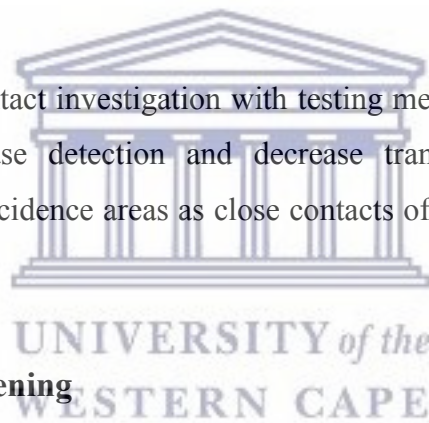 tact investigation with testing me
ase detection and decrease tran
cidence areas as close contacts of
UNIVERSITY of the
ening
WESTERN CAPE